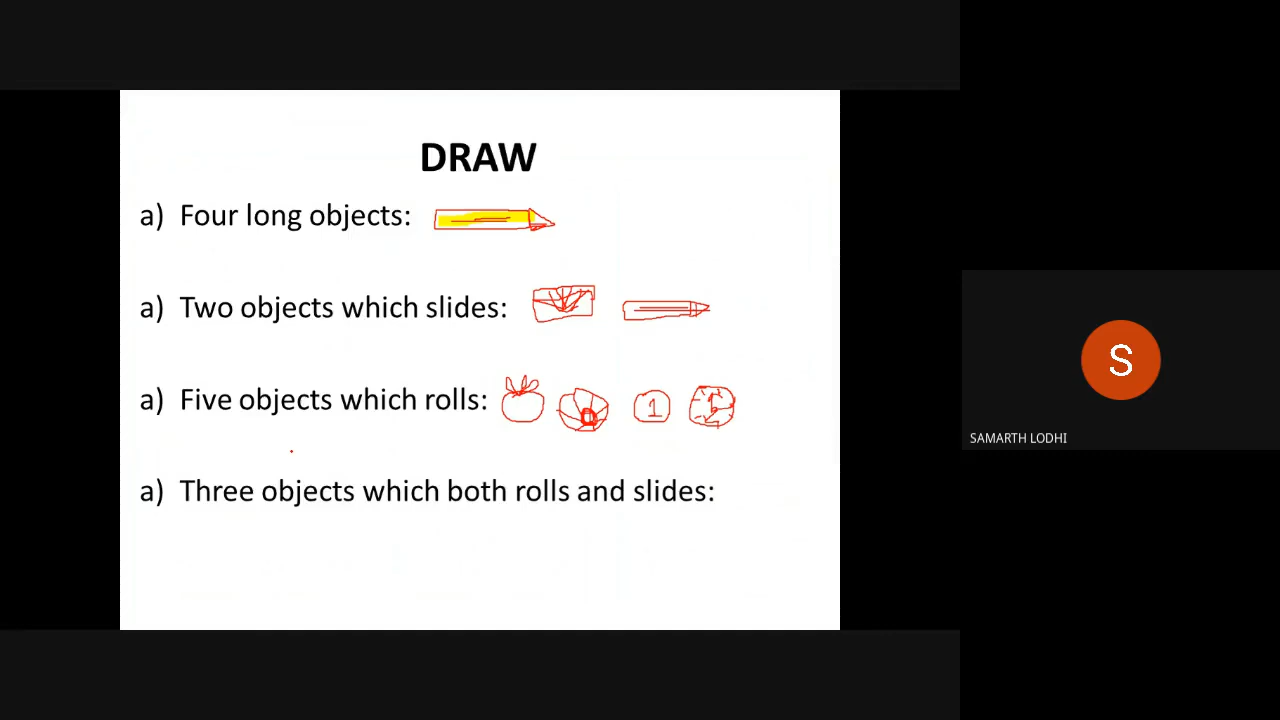 DRAW
a) Four long objects:
a) Two objects which slides:
a) Five objects which rolls:
1
a) Three objects which both rolls and slides:
S
SAMARTH LODHI